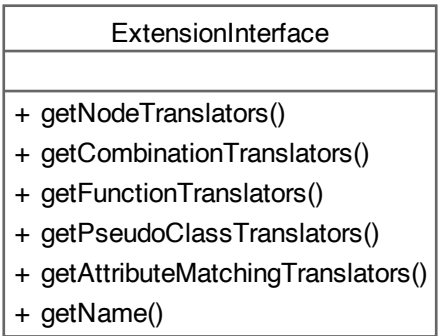 ExtensionInterface
+ getNodeTranslators()
+ getCombinationTranslators()
+ getFunctionTranslators()
+ getPseudoClassTranslators()
+ getAttributeMatchingTranslators()
+ getName()